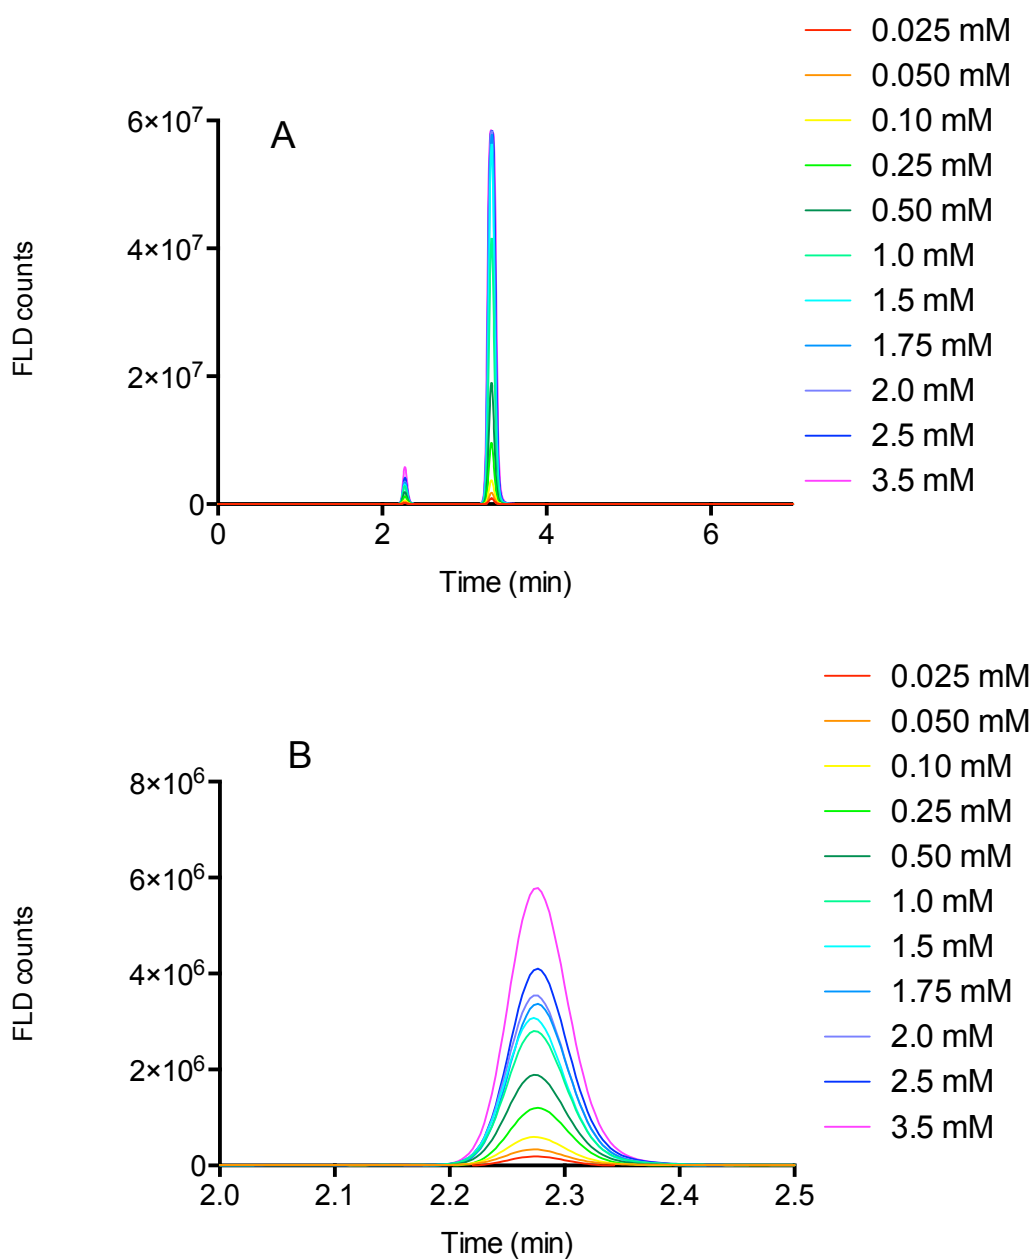 0.025 mM
0.050 mM
0.10 mM
0.25 mM
0.50 mM
1.0 mM
1.5 mM
1.75 mM
2.0 mM
2.5 mM
3.5 mM
A
FLD counts
6×10⁷
4×10⁷
2×10⁷
0
0 2 4 6
Time (min)
0.025 mM
0.050 mM
0.10 mM
0.25 mM
0.50 mM
1.0 mM
1.5 mM
1.75 mM
2.0 mM
2.5 mM
3.5 mM
B
FLD counts
8×10⁶
6×10⁶
4×10⁶
2×10⁶
0
2.0 2.1 2.2 2.3 2.4 2.5
Time (min)